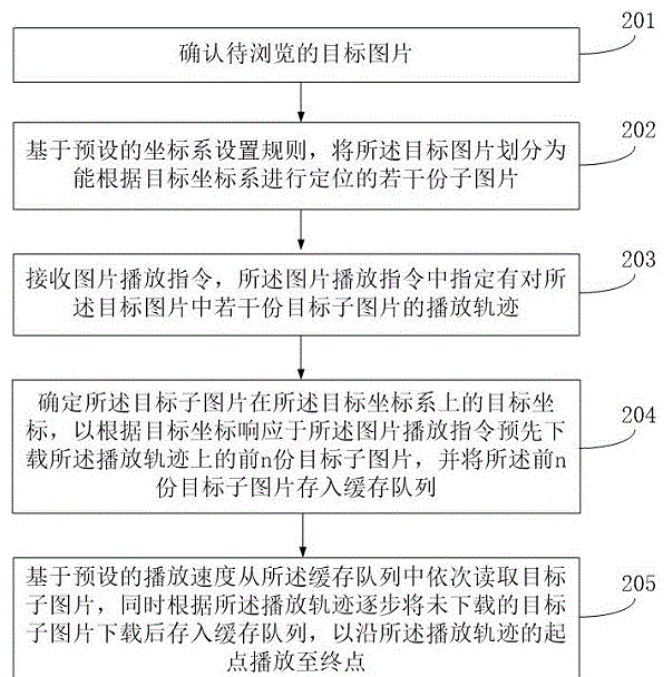 201
确认待浏览的目标图片
202
基于预设的坐标系设置规则，将所述目标图片划分为
能根据目标坐标系进行定位的若干份子图片
203
接收图片播放指令，所述图片播放指令中指定有对所
述目标图片中若干份目标子图片的播放轨迹
204
确定所述目标子图片在所述目标坐标系上的目标坐
标，以根据目标坐标响应于所述图片播放指令预先下
载所述播放轨迹上的前n份目标子图片，并将所述前n
份目标子图片存入缓存队列
205
基于预设的播放速度从所述缓存队列中依次读取目标
子图片，同时根据所述播放轨迹逐步将未下载的目标
子图片下载后存入缓存队列，以沿所述播放轨迹的起
点播放至终点